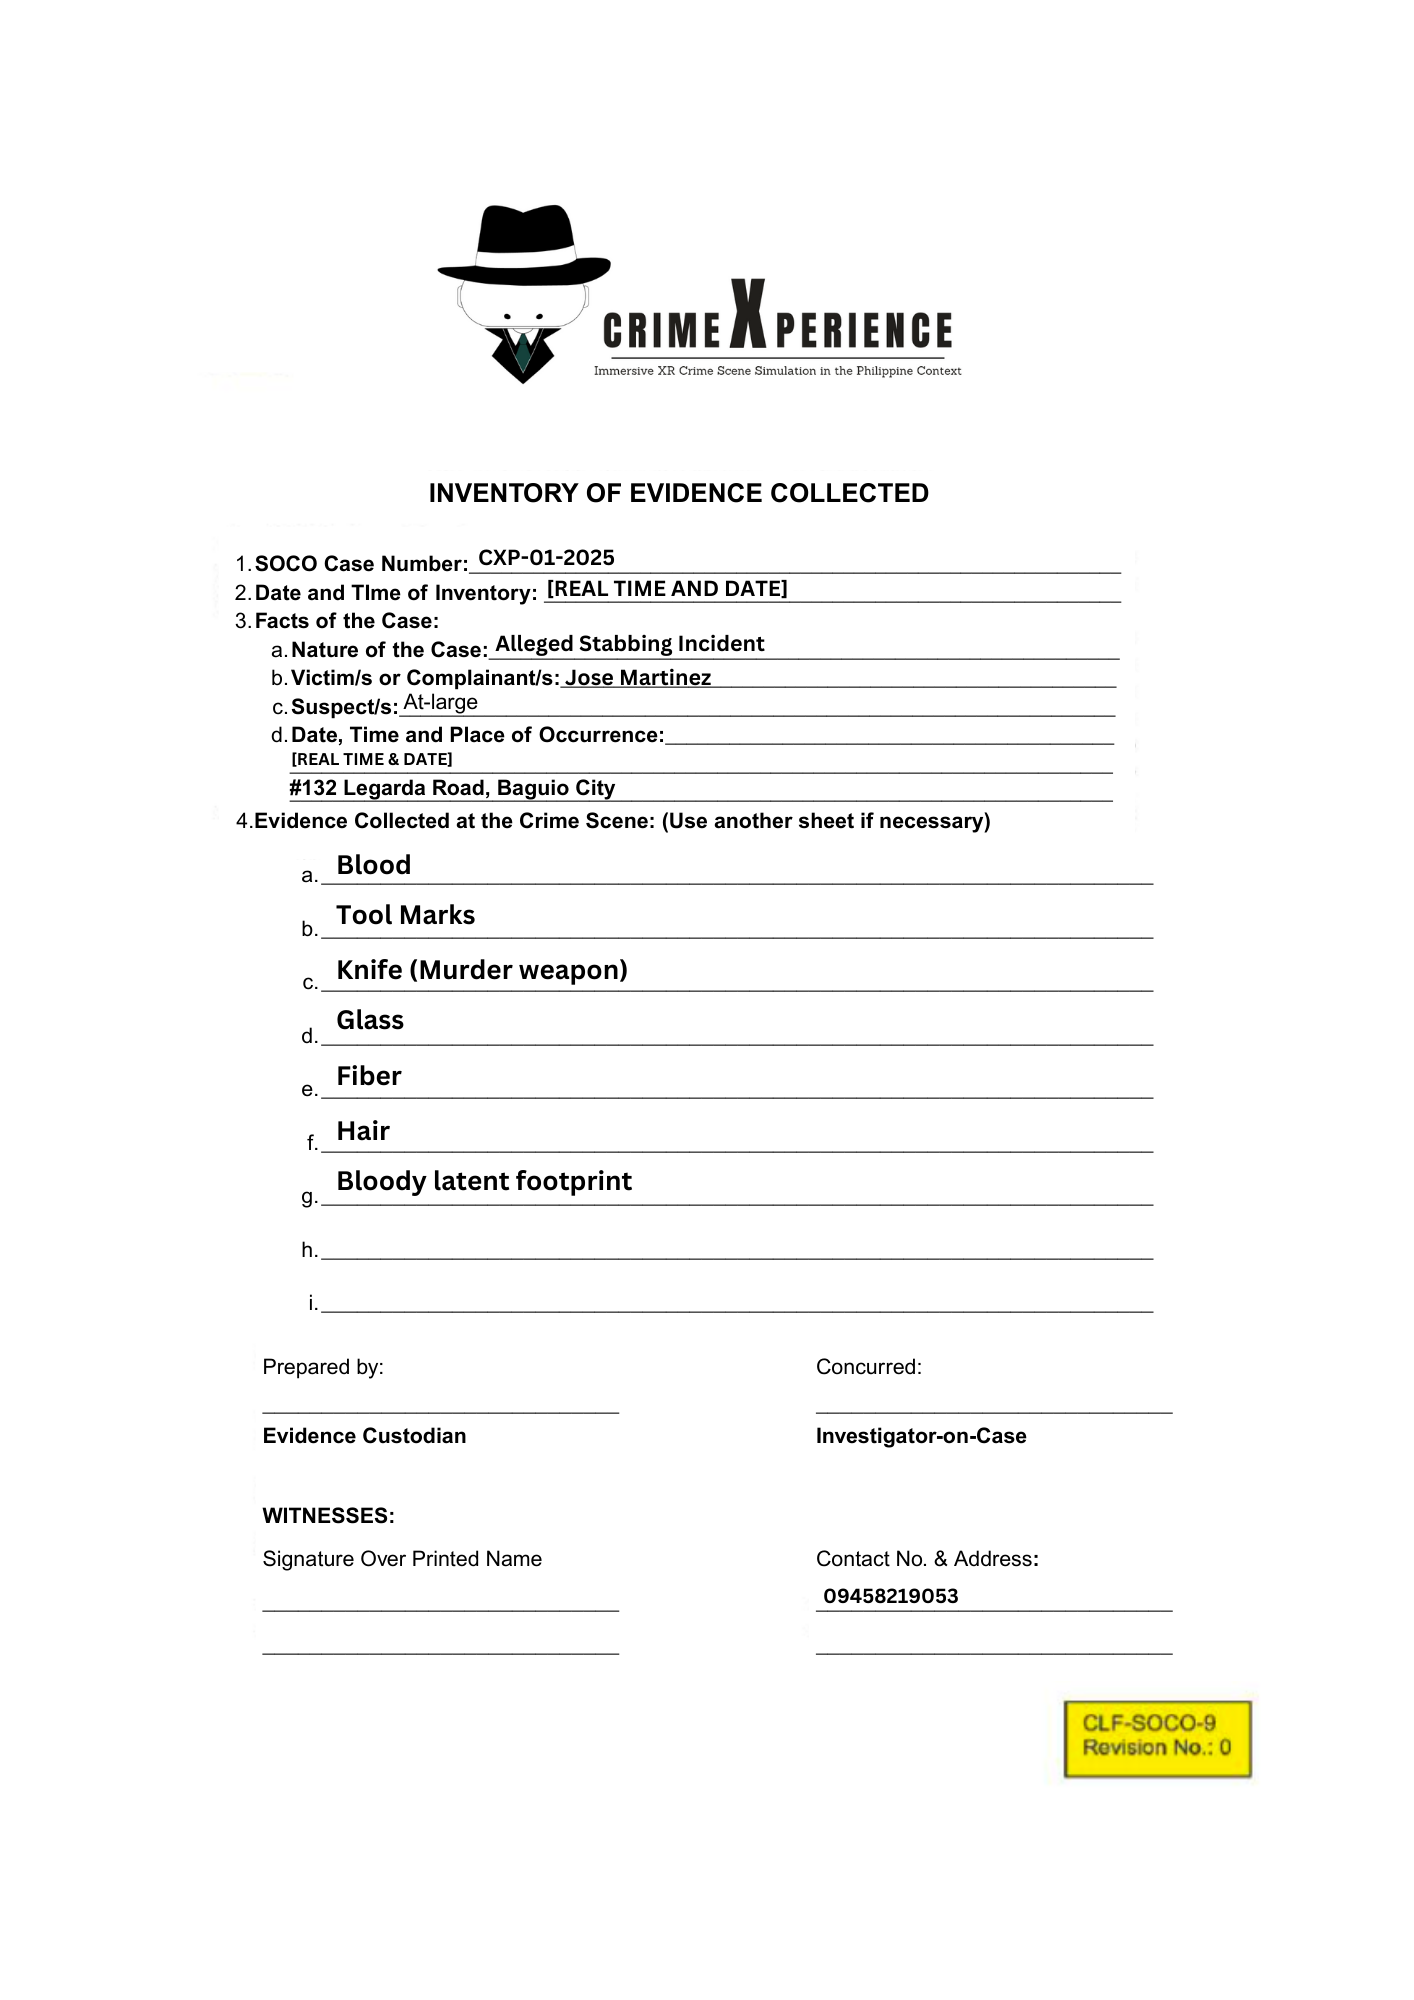 CRIMEXPERIENCE
Immersive XR Crime Scene Simulation in the Philippine Context
INVENTORY OF EVIDENCE COLLECTED
1. SOCO Case Number: CXP-01-2025
2. Date and TIme of Inventory: [REAL TIME AND DATE]
3. Facts of the Case:
a. Nature of the Case: Alleged Stabbing Incident
b. Victim/s or Complainant/s: Jose Martinez
c. Suspect/s: At-large
d. Date, Time and Place of Occurrence:
[REAL TIME & DATE]
#132 Legarda Road, Baguio City
4. Evidence Collected at the Crime Scene: (Use another sheet if necessary)
a. Blood
b. Tool Marks
c. Knife (Murder weapon)
d. Glass
e. Fiber
f. Hair
g. Bloody latent footprint
h.
i.
Prepared by: Concurred:
Evidence Custodian Investigator-on-Case
WITNESSES:
Signature Over Printed Name Contact No. & Address:
09458219053
CLF-SOCO-9
Revision No.: 0